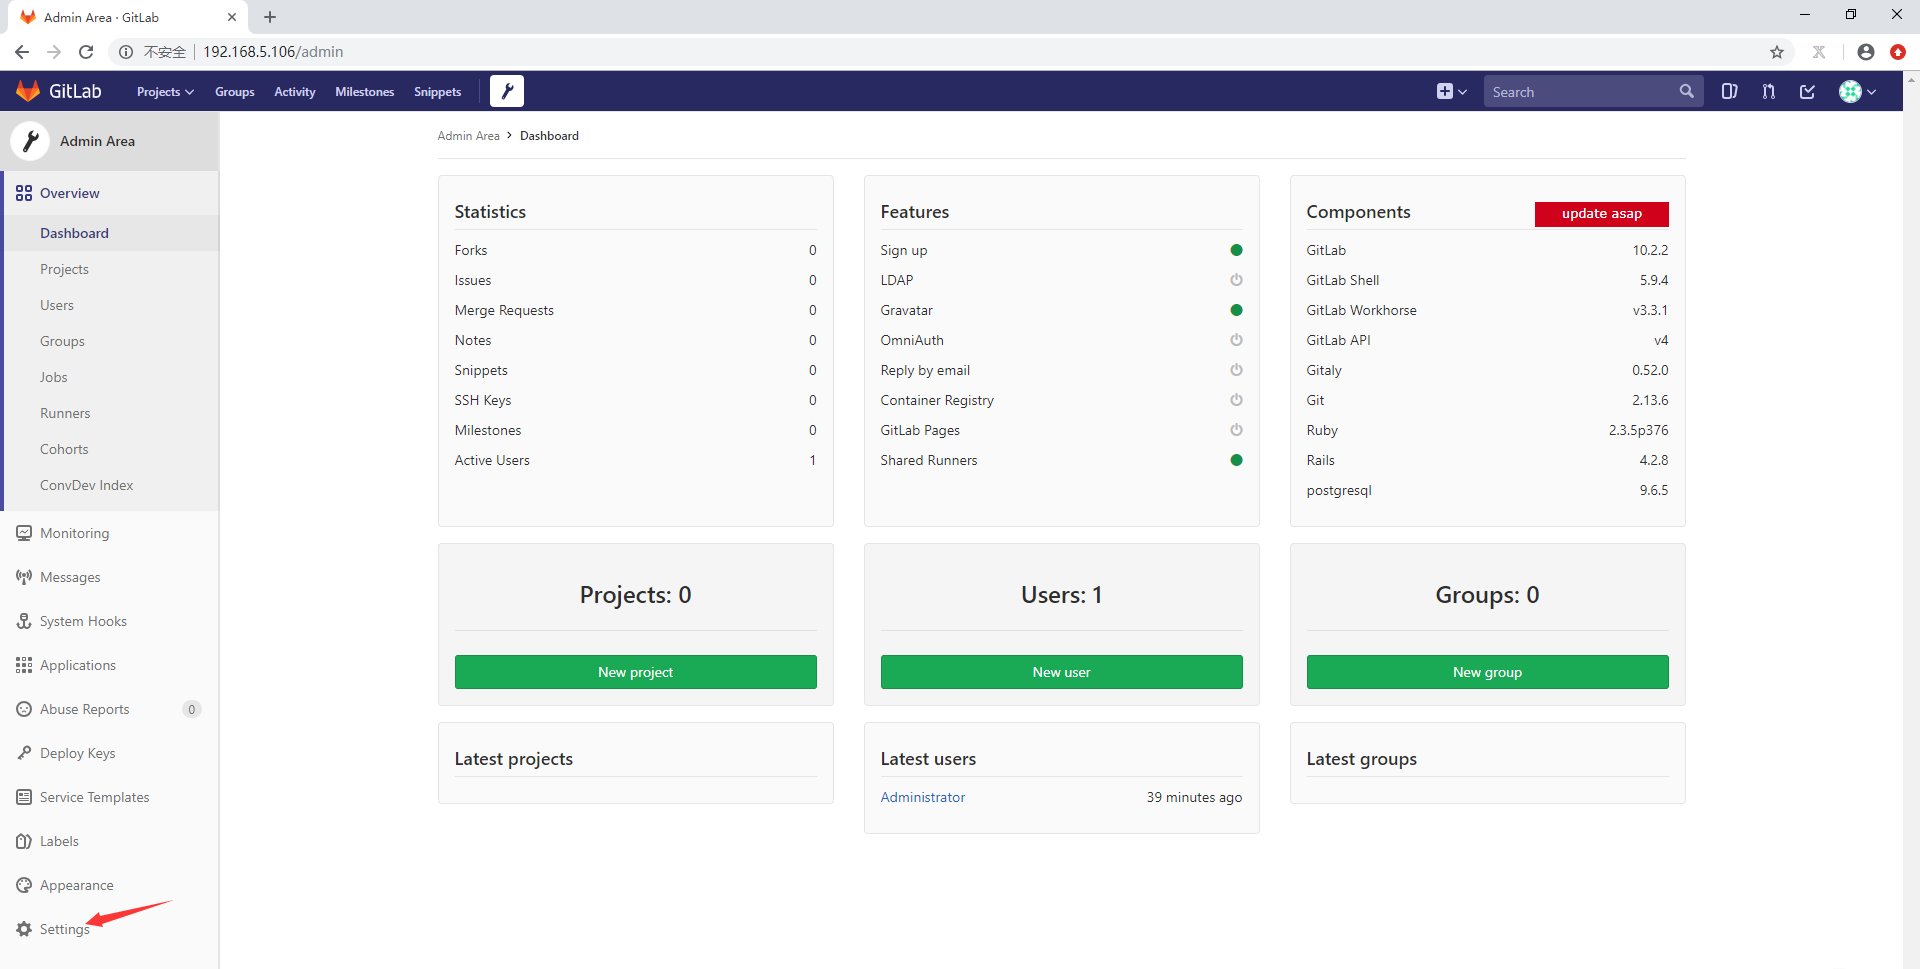 Admin Area · GitLab
不安全
192.168.5.106/admin
GitLab
Projects
Groups
Activity
Milestones
Snippets
Search
Admin Area
Overview
Dashboard
Projects
Users
Groups
Jobs
Runners
Cohorts
ConvDev Index
Monitoring
Messages
System Hooks
Applications
Abuse Reports 0
Deploy Keys
Service Templates
Labels
Appearance
Settings
Admin Area > Dashboard
Statistics
Forks 0
Issues 0
Merge Requests 0
Notes 0
Snippets 0
SSH Keys 0
Milestones 0
Active Users 1
Features
Sign up
LDAP
Gravatar
OmniAuth
Reply by email
Container Registry
GitLab Pages
Shared Runners
Components update asap
GitLab 10.2.2
GitLab Shell 5.9.4
GitLab Workhorse v3.3.1
GitLab API v4
Gitaly 0.52.0
Git 2.13.6
Ruby 2.3.5p376
Rails 4.2.8
postgresql 9.6.5
Projects: 0
New project
Users: 1
New user
Groups: 0
New group
Latest projects
Latest users
Administrator 39 minutes ago
Latest groups